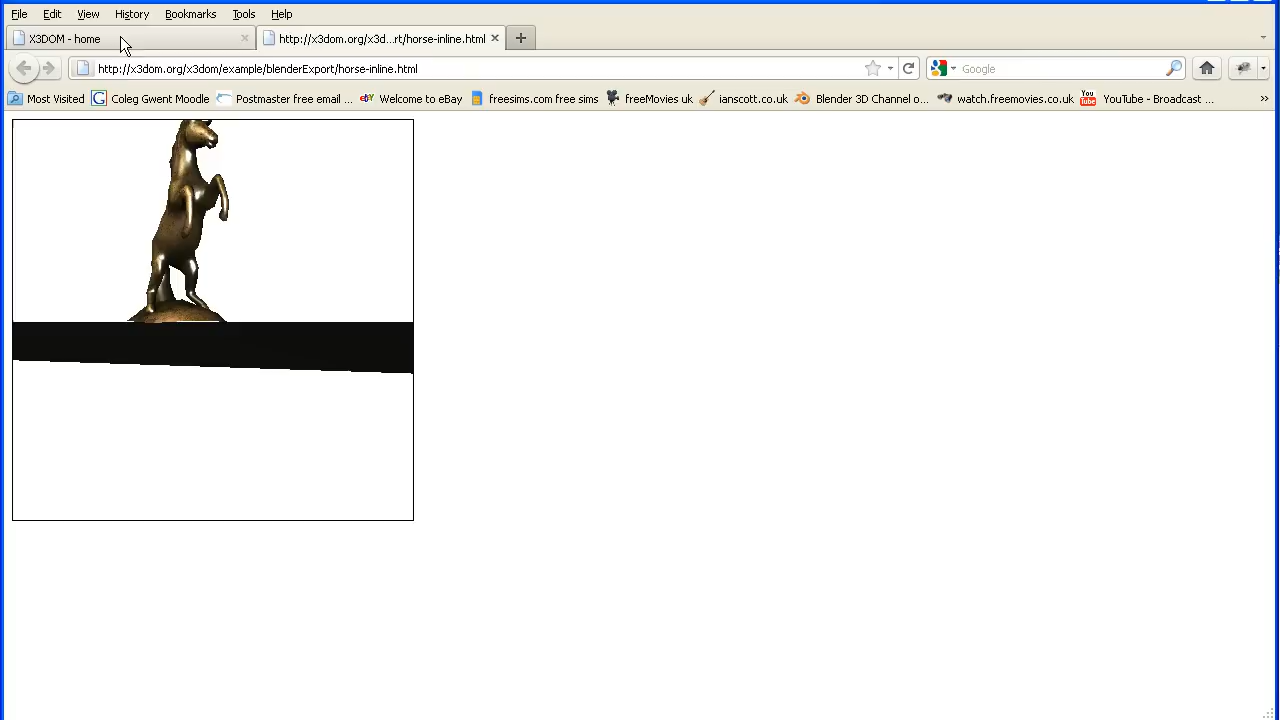 File Edit View History Bookmarks Tools Help
X3DOM - home http://x3dom.org/x3d...rt/horse-inline.html
http://x3dom.org/x3dom/example/blenderExport/horse-inline.html Google
Most Visited Coleg Gwent Moodle Postmaster free email ... Welcome to eBay freesims.com free sims freeMovies uk ianscott.co.uk Blender 3D Channel o... watch.freemovies.co.uk You Tube YouTube - Broadcast ... »